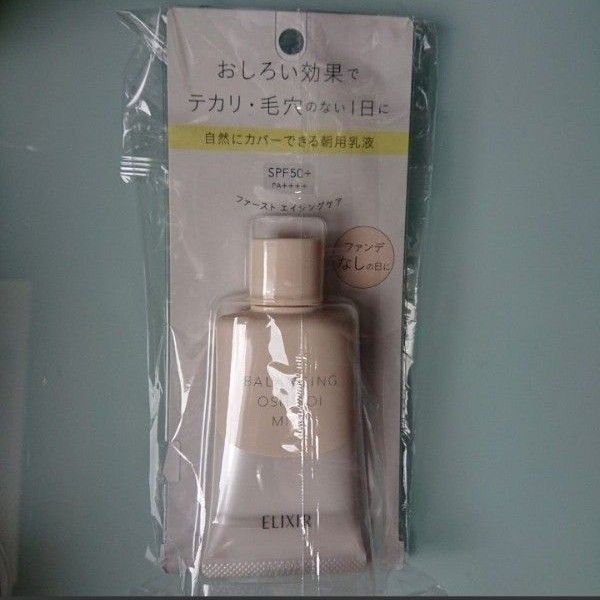 おしろい効果で
テカリ・毛穴のない1日に
自然にカバーできる朝用乳液
SPF50+
PA++++
ファースト エイジングケア
ファンデ
なしの日に
ELIXIR